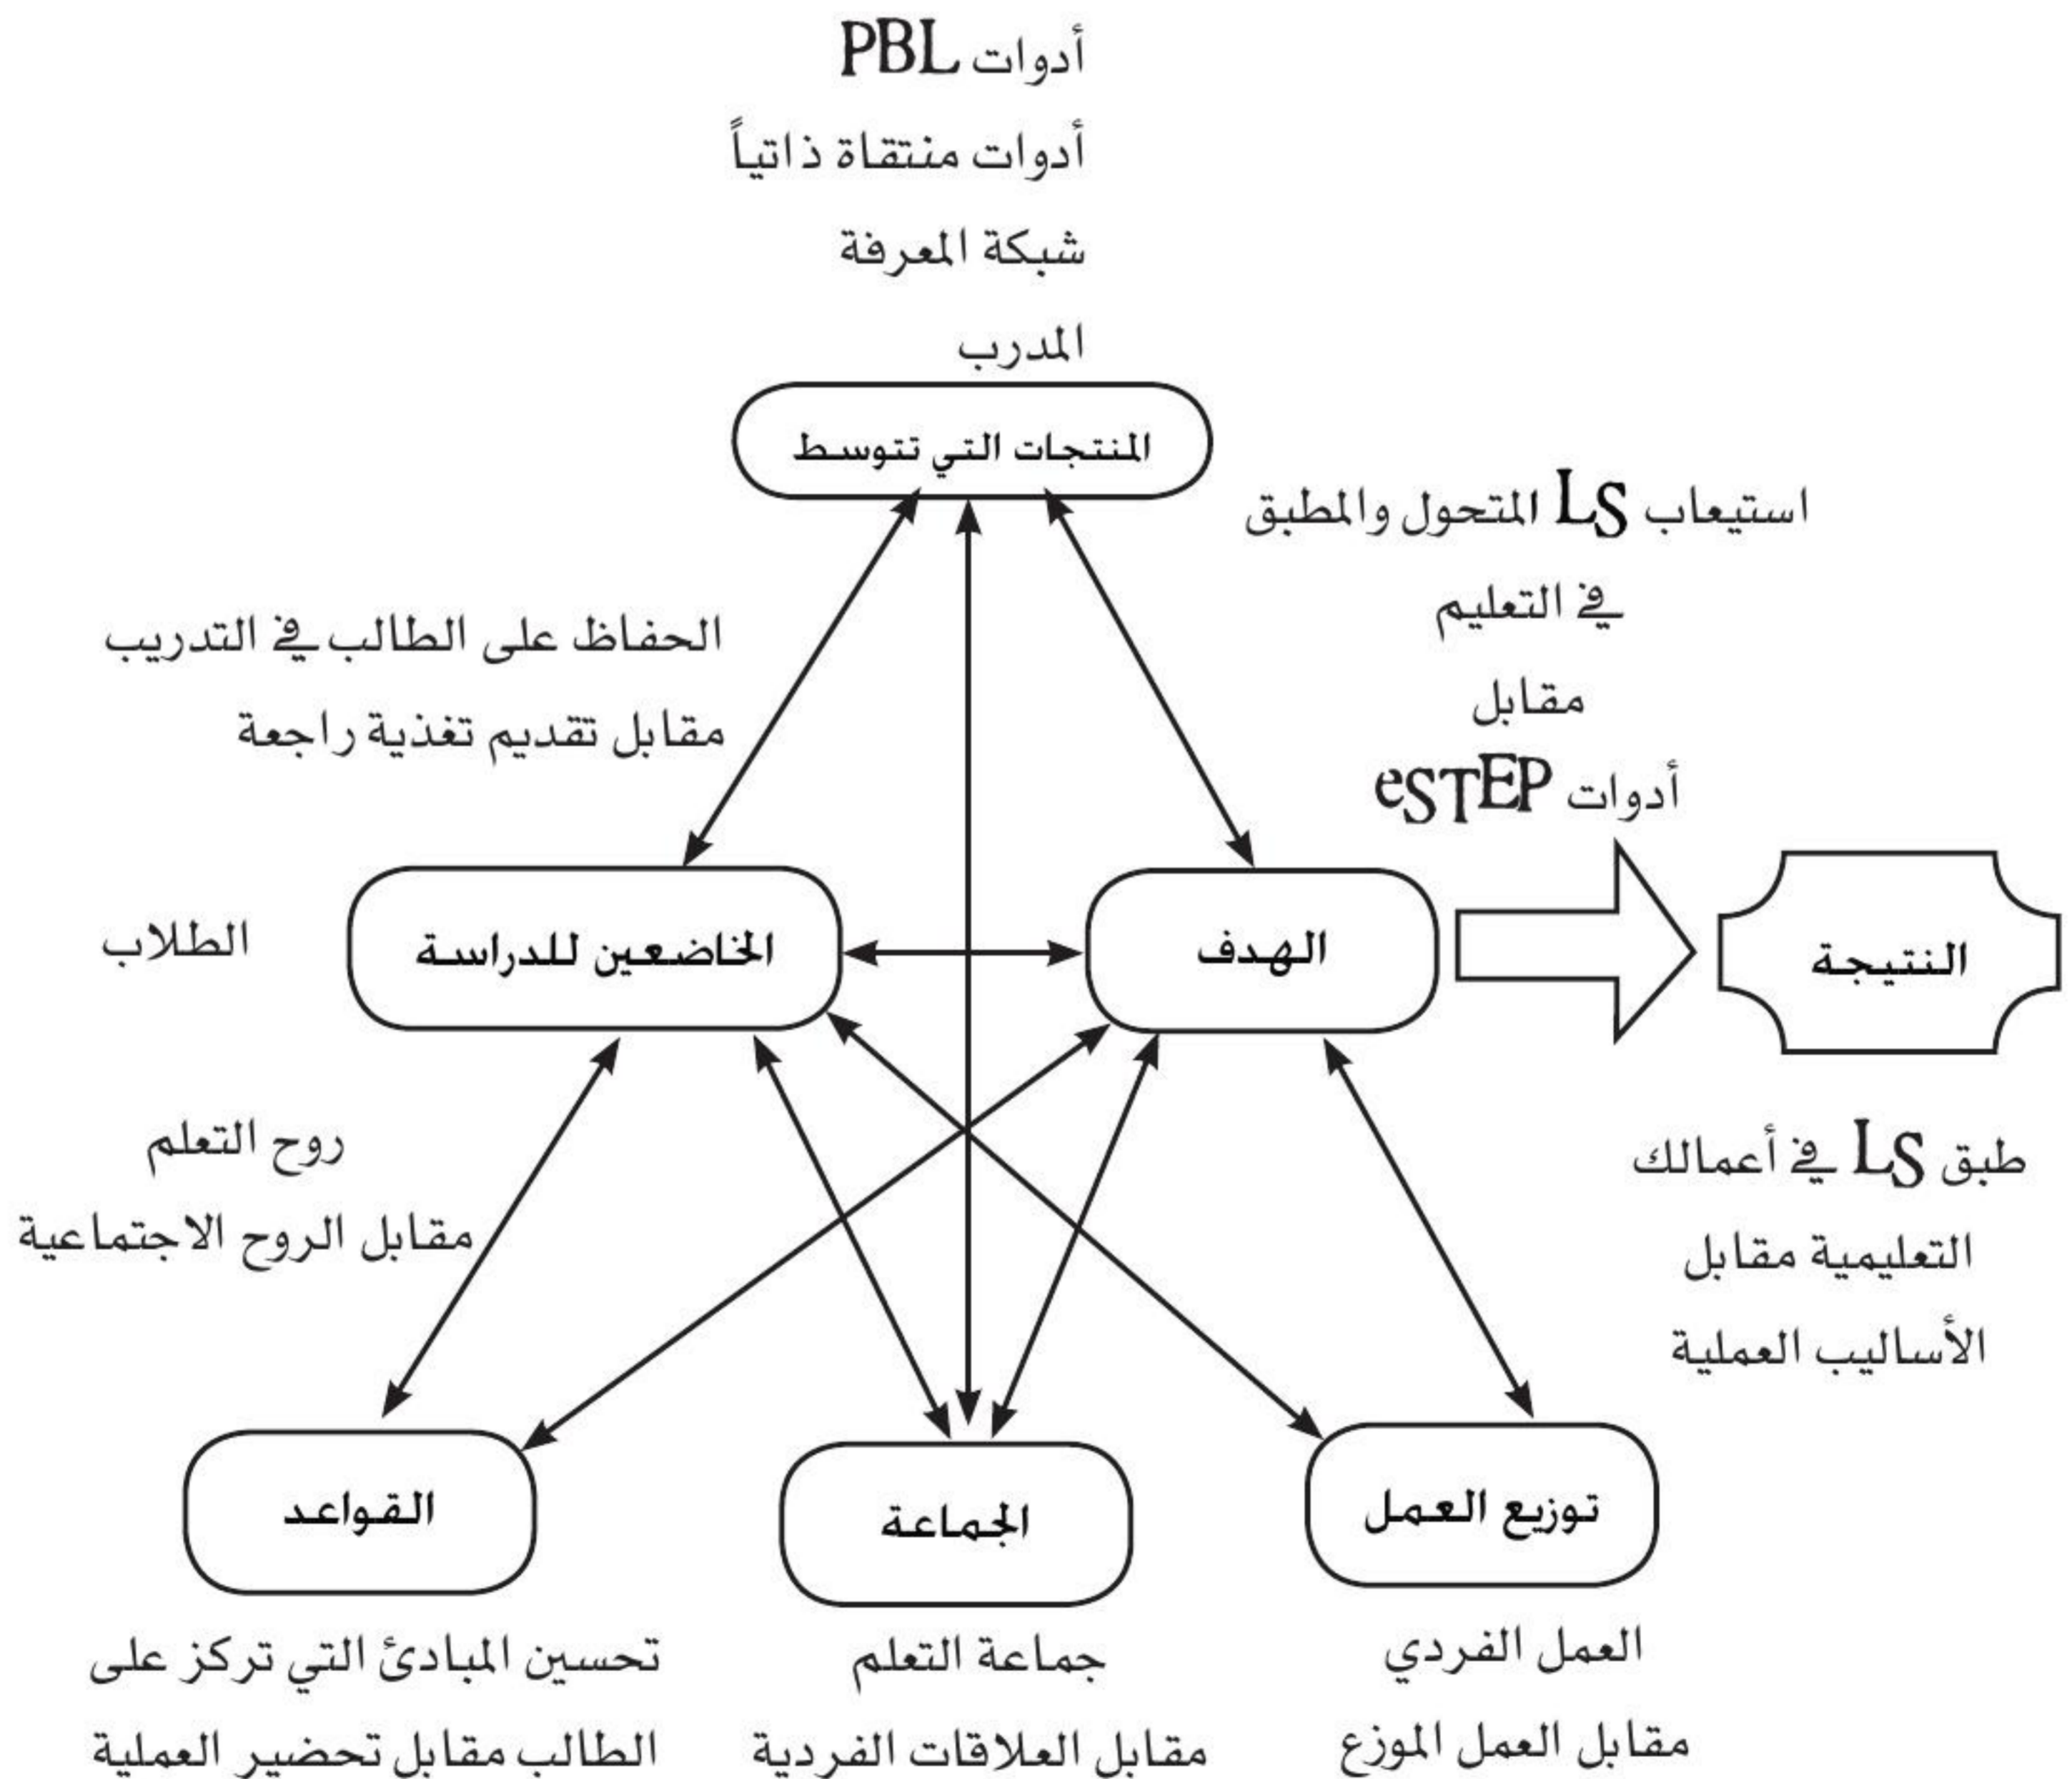 أدوات PBL
أدوات منتقاة ذاتياً
شبكة المعرفة
المدرب
المنتجات التي تتوسط
استيعاب LS المتحول والمطبق
في التعليم
مقابل
أدوات eSTEP
الحفاظ على الطالب في التدريب
مقابل تقديم تغذية راجعة
الطلاب
الخاضعين للدراسة
الهدف
النتيجة
روح التعلم
مقابل الروح الاجتماعية
طبق LS في أعمالك
التعليمية مقابل
الأساليب العملية
القواعد
الجماعة
توزيع العمل
تحسين المبادئ التي تركز على
الطالب مقابل تحضير العملية
جماعة التعلم
مقابل العلاقات الفردية
العمل الفردي
مقابل العمل الموزع